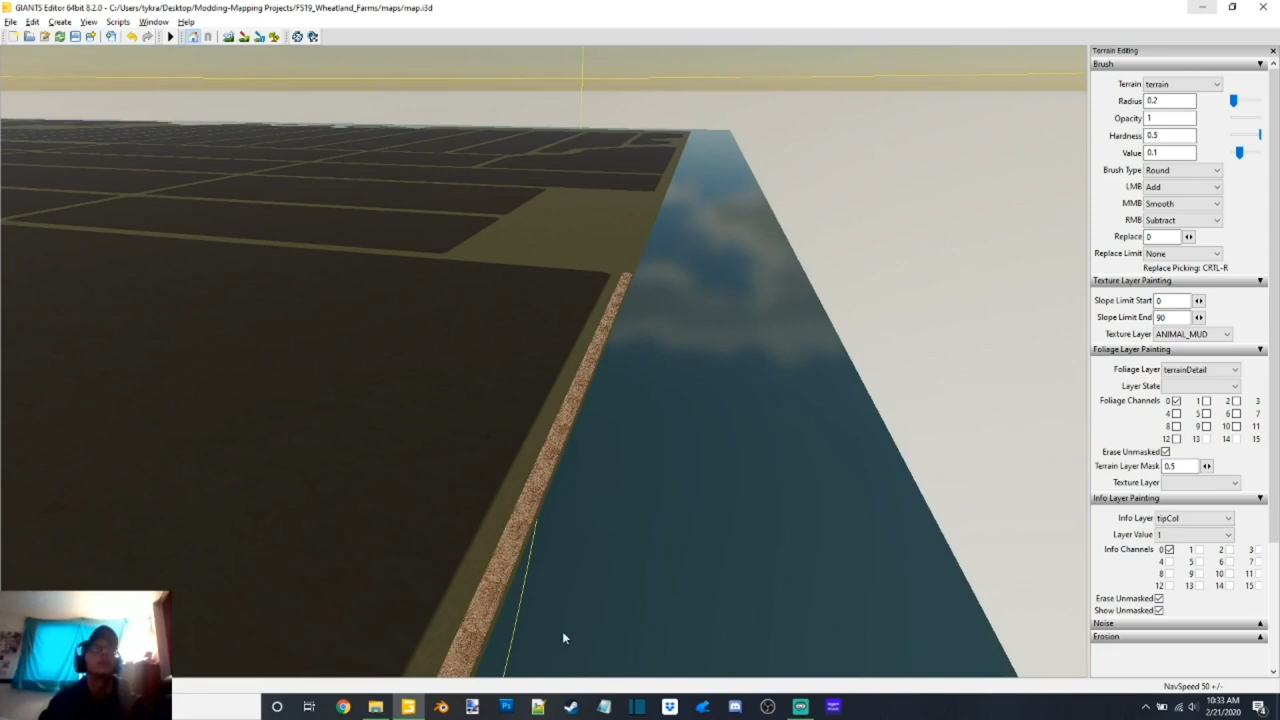 GIANTS Editor 64bit 8.2.0 - C:/Users/tykra/Desktop/Modding-Mapping Projects/FS19_Wheatland_Farms/maps/map.i3d
File Edit Create View Scripts Window Help
Terrain Editing
Brush
Terrain terrain
Radius 0.2
Opacity 1
Hardness 0.5
Value 0.1
Brush Type Round
LMB Add
MMB Smooth
RMB Subtract
Replace 0
Replace Limit None
Replace Picking: CRTL-R
Texture Layer Painting
Slope Limit Start 0
Slope Limit End 90
Texture Layer ANIMAL_MUD
Foliage Layer Painting
Foliage Layer terrainDetail
Layer State
Foliage Channels 0 1 2 3
4 5 6 7
8 9 10 11
12 13 14 15
Erase Unmasked
Terrain Layer Mask 0.5
Texture Layer
Info Layer Painting
Info Layer tipCol
Layer Value 1
Info Channels 0 1 2 3
4 5 6 7
8 9 10 11
12 13 14 15
Erase Unmasked
Show Unmasked
Noise
Erosion
NavSpeed 50 +/-
10:33 AM
2/21/2020